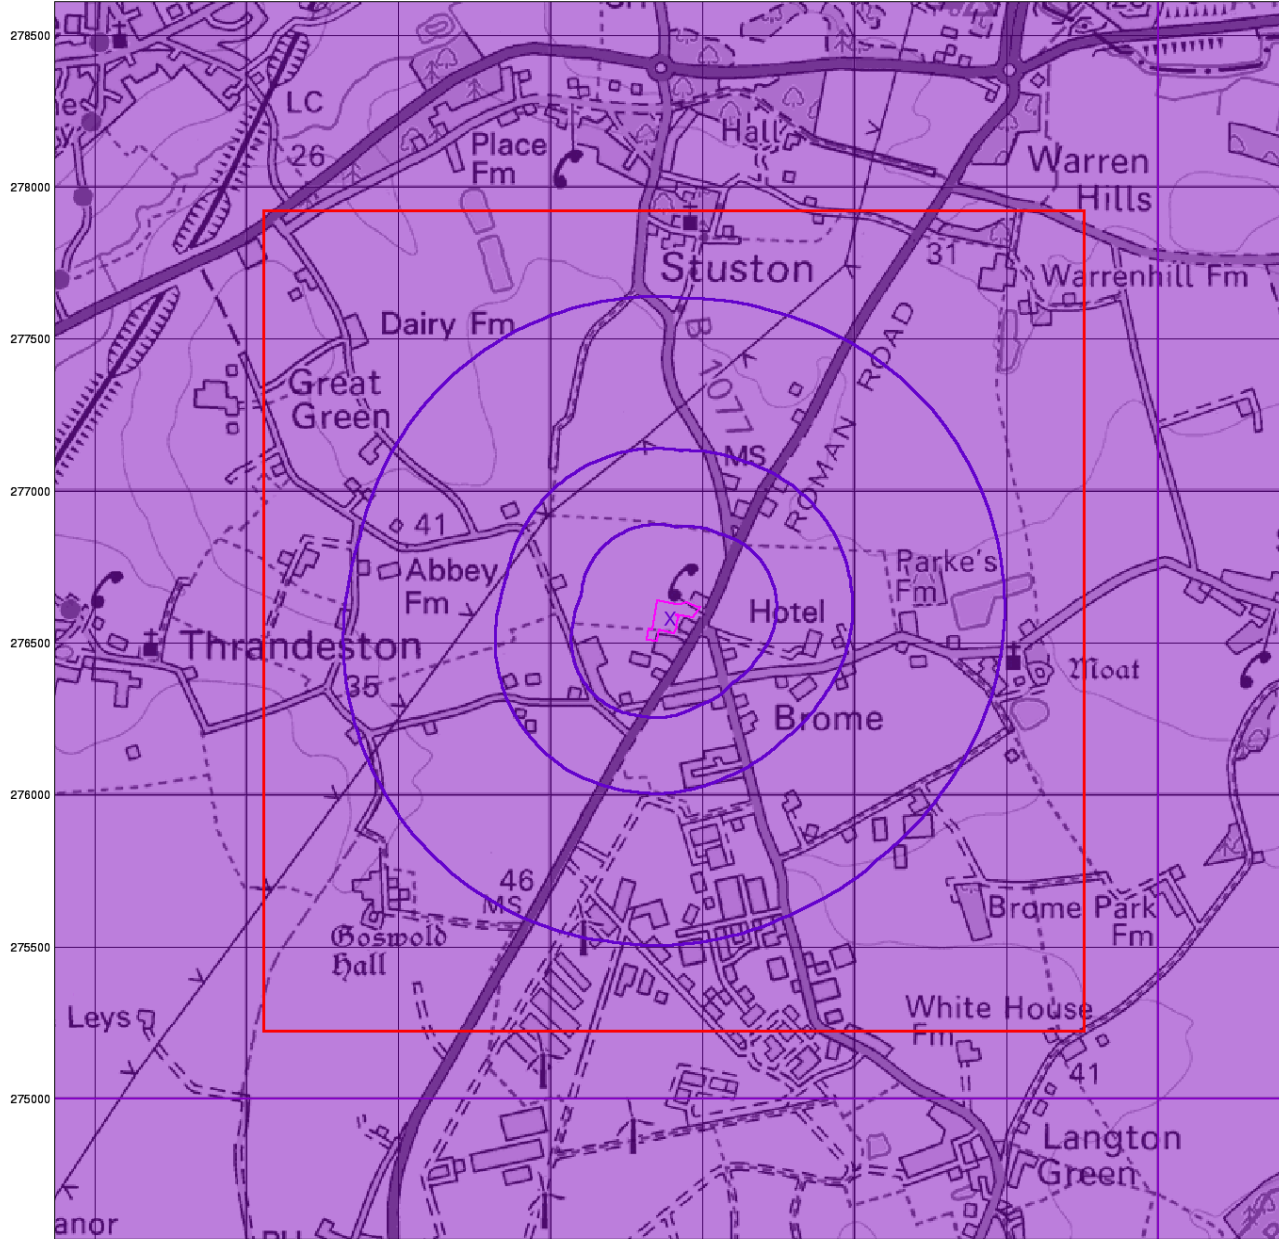 278500
LC
26
Place
Fm
Hall
278000
Warren
Hills
31
Stuston
Warrenhill Fm
Dairy Fm
277500
B 1077
ROMAN ROAD
Great
Green
MS
277000
41
Abbey
Fm
Parke's
Fm
Hotel
276500
Thrandeston
Moat
35
Brome
276000
46
MS
Brome Park
Fm
275500
Goswold
Hall
Leys
White House
Fm
41
275000
Langton
Green
anor